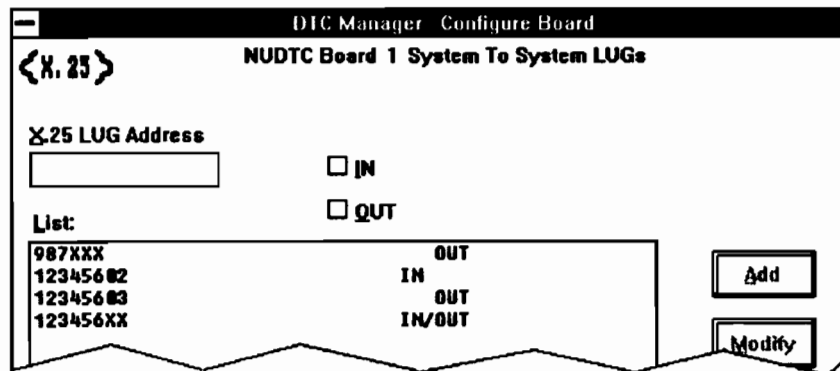 DTC Manager Configure Board
<X.25>
NUDTC Board 1 System To System LUGs
X.25 LUG Address
IN
OUT
List:
987XXX OUT
12345602 IN
12345603 OUT
123456XX IN/OUT
Add
Modify